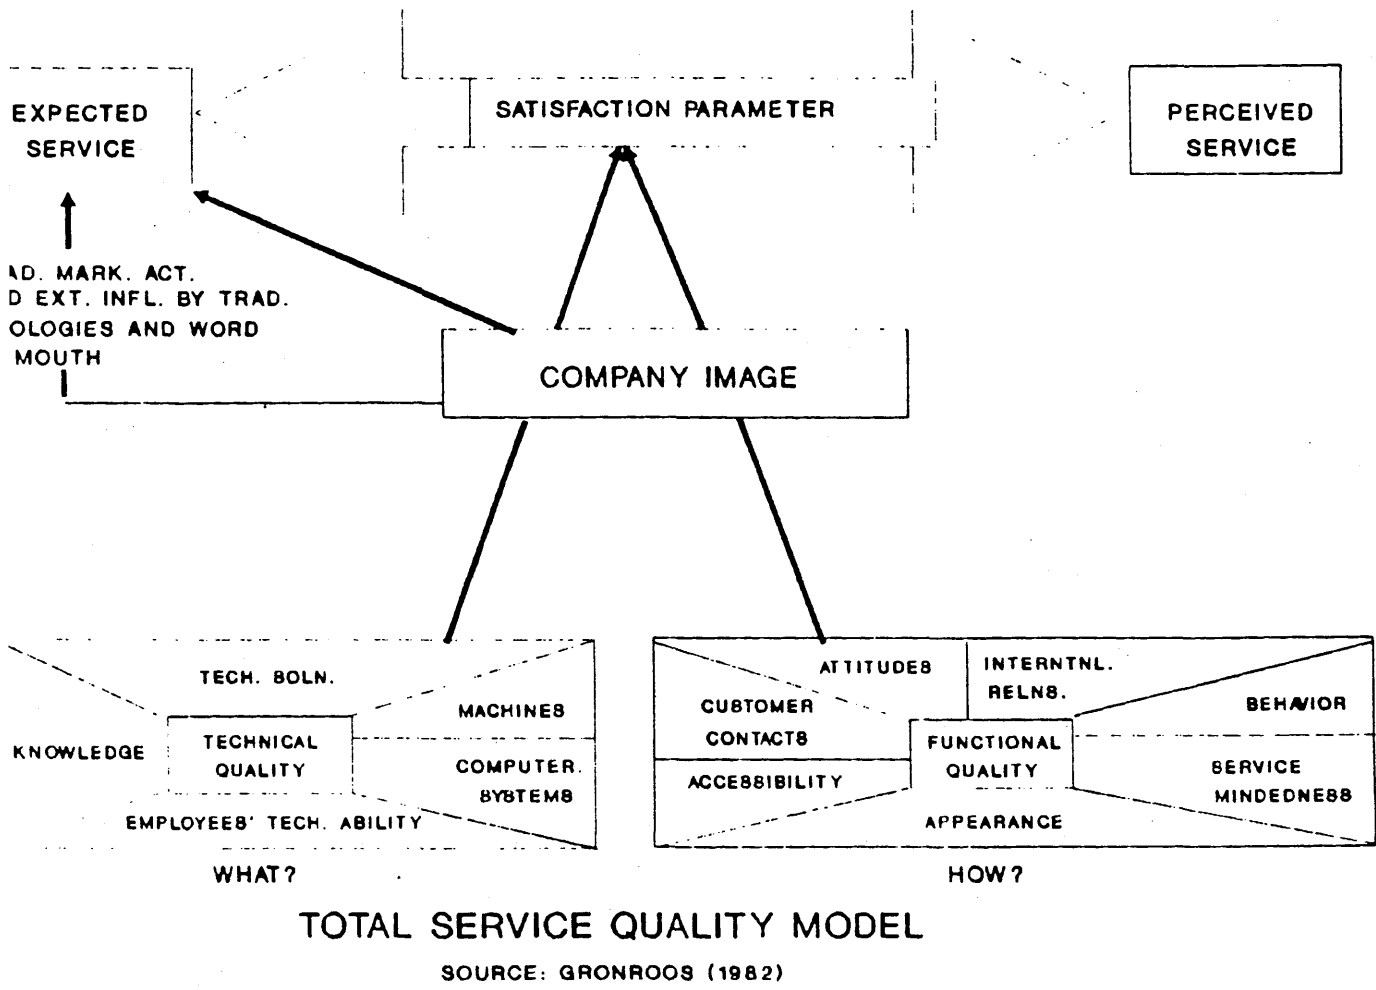 EXPECTED
SERVICE
SATISFACTION PARAMETER
PERCEIVED
SERVICE
AD. MARK. ACT.
D EXT. INFL. BY TRAD.
OLOGIES AND WORD
MOUTH
COMPANY IMAGE
TECH. SOLN.
MACHINES
KNOWLEDGE
TECHNICAL
QUALITY
COMPUTER.
SYSTEMS
EMPLOYEES' TECH. ABILITY
WHAT?
ATTITUDES
INTERNTNL.
RELNS.
CUSTOMER
CONTACTS
BEHAVIOR
ACCESSIBILITY
FUNCTIONAL
QUALITY
SERVICE
MINDEDNESS
APPEARANCE
HOW?
TOTAL SERVICE QUALITY MODEL
SOURCE: GRONROOS (1982)